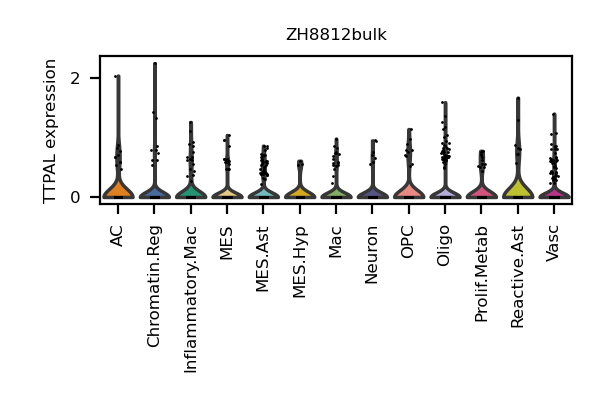 ZH8812bulk
TTPAL expression
2
0
AC
Chromatin.Reg
Inflammatory.Mac
MES
MES.Ast
MES.Hyp
Mac
Neuron
OPC
Oligo
Prolif.Metab
Reactive.Ast
Vasc